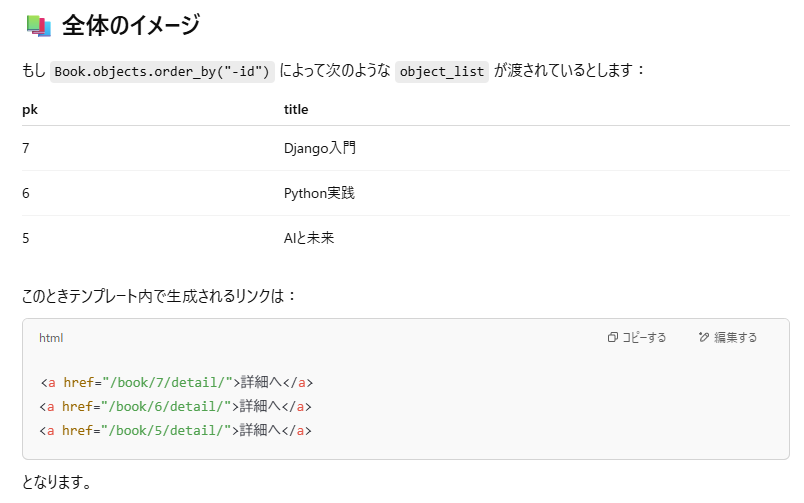 全体のイメージ
もし Book.objects.order_by("-id") によって次のような object_list が渡されているとします：
pk title
7 Django入門
6 Python実践
5 AIと未来
このときテンプレート内で生成されるリンクは：
html コピーする 編集する
<a href="/book/7/detail/">詳細へ</a>
<a href="/book/6/detail/">詳細へ</a>
<a href="/book/5/detail/">詳細へ</a>
となります。